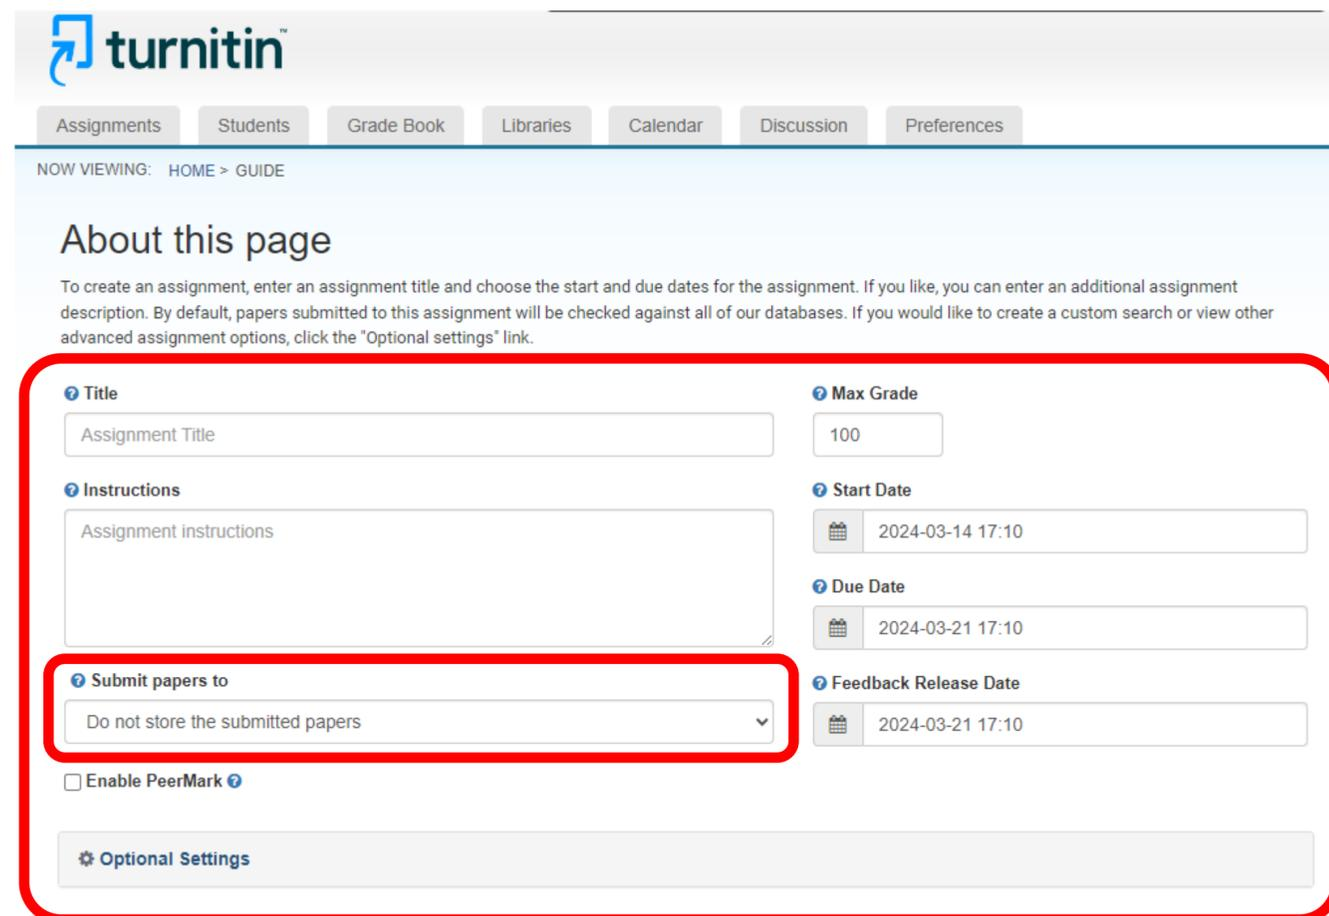 turnitin™
Assignments Students Grade Book Libraries Calendar Discussion Preferences
NOW VIEWING: HOME > GUIDE
About this page
To create an assignment, enter an assignment title and choose the start and due dates for the assignment. If you like, you can enter an additional assignment
description. By default, papers submitted to this assignment will be checked against all of our databases. If you would like to create a custom search or view other
advanced assignment options, click the "Optional settings" link.
Title
Assignment Title
Instructions
Assignment instructions
Submit papers to
Do not store the submitted papers
Enable PeerMark
Max Grade
100
Start Date
2024-03-14 17:10
Due Date
2024-03-21 17:10
Feedback Release Date
2024-03-21 17:10
Optional Settings